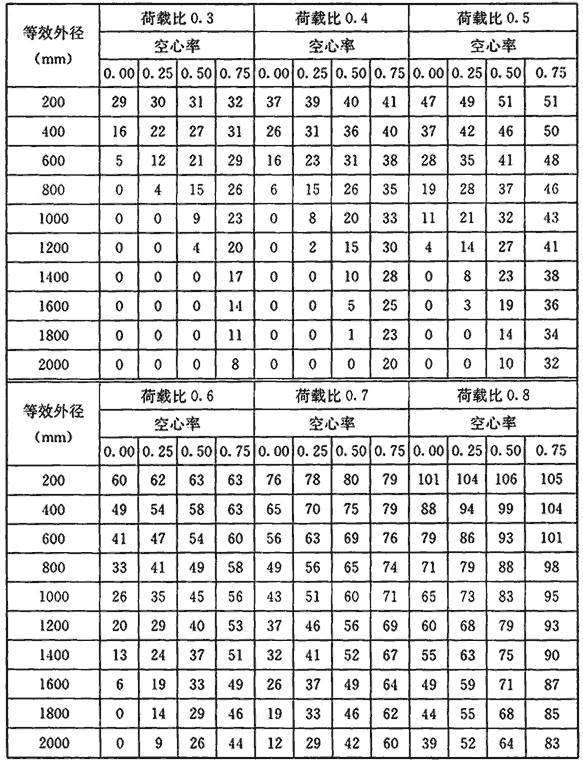 等效外径
(mm)
荷载比0.3 荷载比0.4 荷载比0.5
空心率 空心率 空心率
0.00 0.25 0.50 0.75 0.00 0.25 0.50 0.75 0.00 0.25 0.50 0.75
200 29 30 31 32 37 39 40 41 47 49 51 51
400 16 22 27 31 26 31 36 40 37 42 46 50
600 5 12 21 29 16 23 31 38 28 35 41 48
800 0 4 15 26 6 15 26 35 19 28 37 46
1000 0 0 9 23 0 8 20 33 11 21 32 43
1200 0 0 4 20 0 2 15 30 4 14 27 41
1400 0 0 0 17 0 0 10 28 0 8 23 38
1600 0 0 0 14 0 0 5 25 0 3 19 36
1800 0 0 0 11 0 0 1 23 0 0 14 34
2000 0 0 0 8 0 0 0 20 0 0 10 32
等效外径
(mm)
荷载比0.6 荷载比0.7 荷载比0.8
空心率 空心率 空心率
0.00 0.25 0.50 0.75 0.00 0.25 0.50 0.75 0.00 0.25 0.50 0.75
200 60 62 63 63 76 78 80 79 101 104 106 105
400 49 54 58 63 65 70 75 79 88 94 99 104
600 41 47 54 60 56 63 69 76 79 86 93 101
800 33 41 49 58 49 56 65 74 71 79 88 98
1000 26 35 45 56 43 51 60 71 65 73 83 95
1200 20 29 40 53 37 46 56 69 60 68 79 93
1400 13 24 37 51 32 41 52 67 55 63 75 90
1600 6 19 33 49 26 37 49 64 49 59 71 87
1800 0 14 29 46 19 33 46 62 44 55 68 85
2000 0 9 26 44 12 29 42 60 39 52 64 83